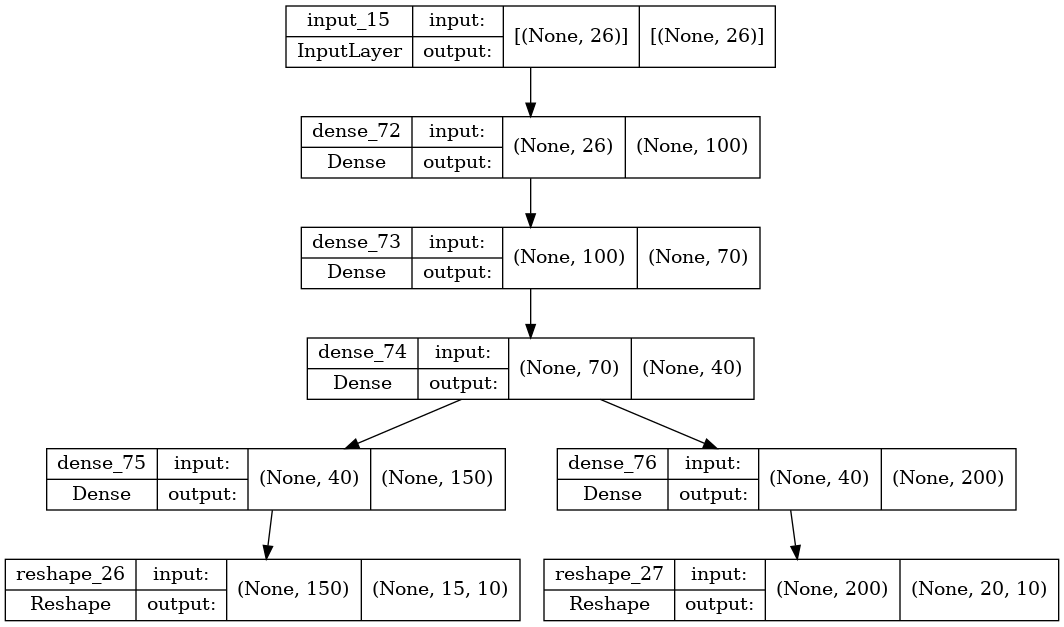 input_15 input: [(None, 26)] [(None, 26)]
InputLayer output:
dense_72 input: (None, 26) (None, 100)
Dense output:
dense_73 input: (None, 100) (None, 70)
Dense output:
dense_74 input: (None, 70) (None, 40)
Dense output:
dense_75 input: (None, 40) (None, 150)
Dense output:
dense_76 input: (None, 40) (None, 200)
Dense output:
reshape_26 input: (None, 150) (None, 15, 10)
Reshape output:
reshape_27 input: (None, 200) (None, 20, 10)
Reshape output: